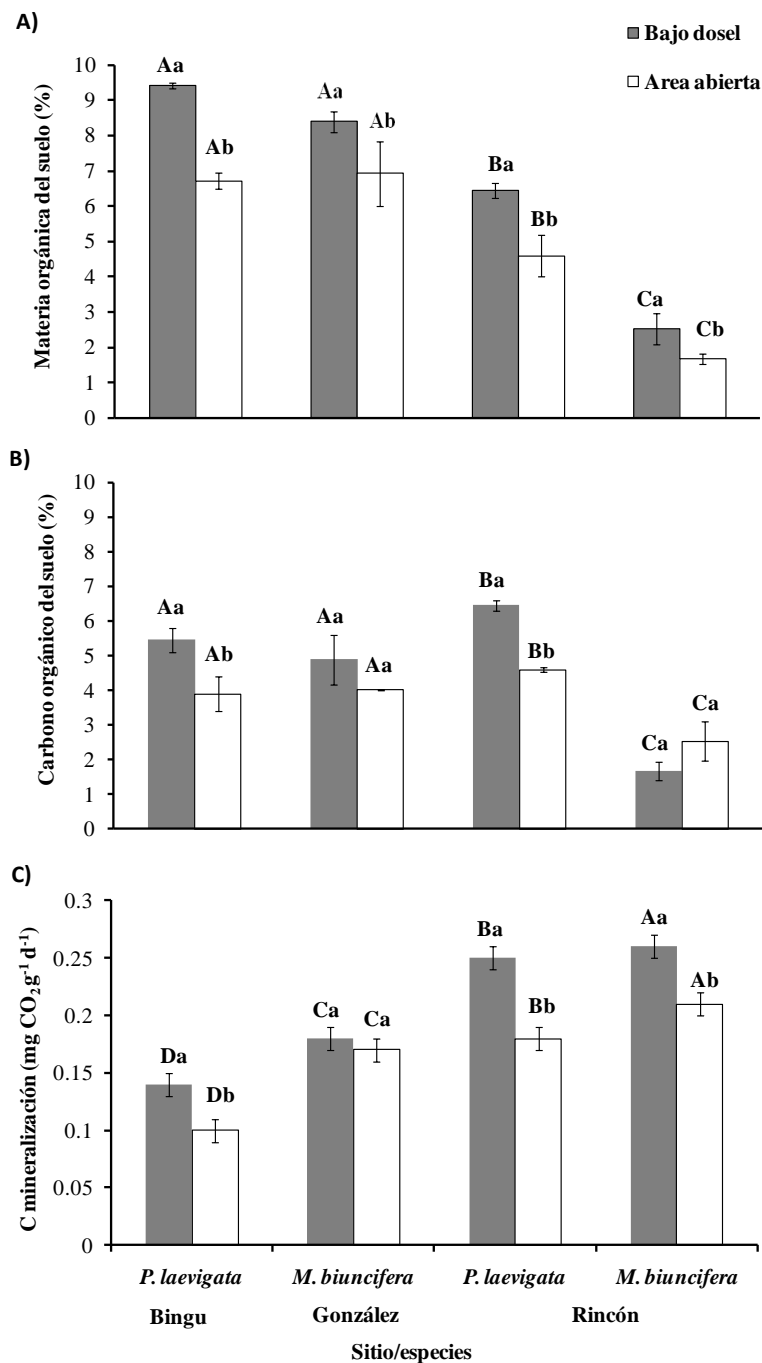 A)
Bajo dosel
Area abierta
Materia orgánica del suelo (%)
10
9
8
7
6
5
4
3
2
1
0
Aa
Ab
Aa
Ab
Ba
Bb
Ca
Cb
B)
Carbono orgánico del suelo (%)
10
9
8
7
6
5
4
3
2
1
0
Aa
Ab
Aa
Aa
Ba
Bb
Ca
Ca
C)
C mineralización (mg CO₂g⁻¹ d⁻¹)
0.3
0.25
0.2
0.15
0.1
0.05
0
Da
Db
Ca
Ca
Ba
Bb
Aa
Ab
P. laevigata M. biuncifera P. laevigata M. biuncifera
Bingu González Rincón
Sitio/especies